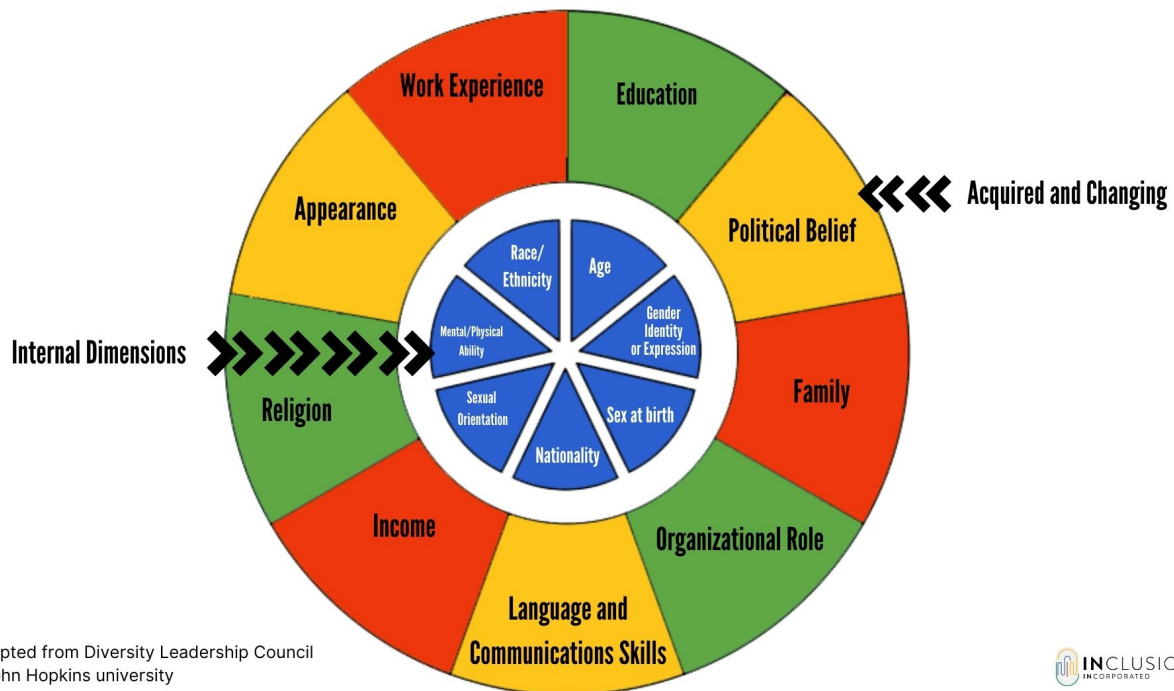 Work Experience
Education
Appearance
Political Belief
Acquired and Changing
Race/
Ethnicity
Age
Mental/Physical
Ability
Gender
Identity
or Expression
Internal Dimensions
Religion
Family
Sexual
Orientation
Sex at birth
Nationality
Income
Organizational Role
Language and
Communications Skills
pted from Diversity Leadership Council
hn Hopkins university
INCLUSIO
INCORPORATED